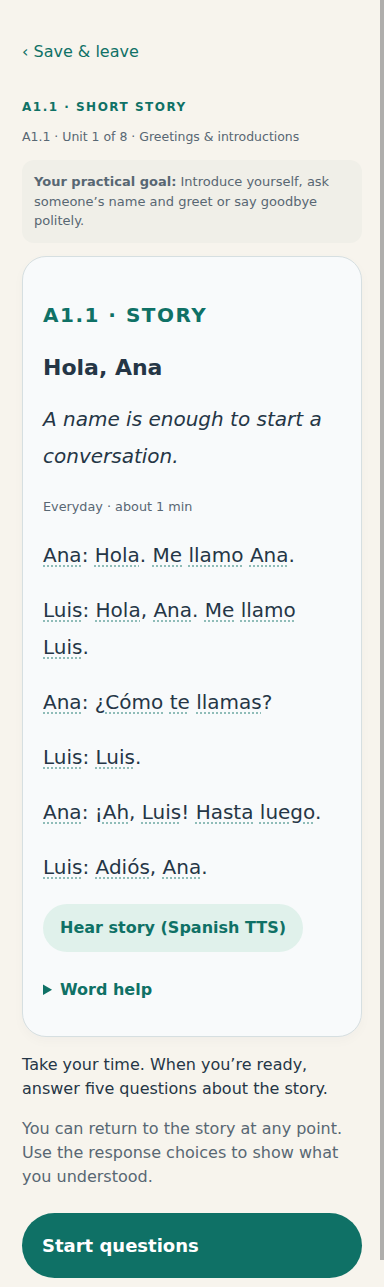 ‹ Save & leave
A1.1 · SHORT STORY
A1.1 · Unit 1 of 8 · Greetings & introductions
Your practical goal: Introduce yourself, ask
someone’s name and greet or say goodbye
politely.
A1.1 · STORY
Hola, Ana
A name is enough to start a
conversation.
Everyday · about 1 min
Ana: Hola. Me llamo Ana.
Luis: Hola, Ana. Me llamo
Luis.
Ana: ¿Cómo te llamas?
Luis: Luis.
Ana: ¡Ah, Luis! Hasta luego.
Luis: Adiós, Ana.
Hear story (Spanish TTS)
▶ Word help
Take your time. When you’re ready,
answer five questions about the story.
You can return to the story at any point.
Use the response choices to show what
you understood.
Start questions